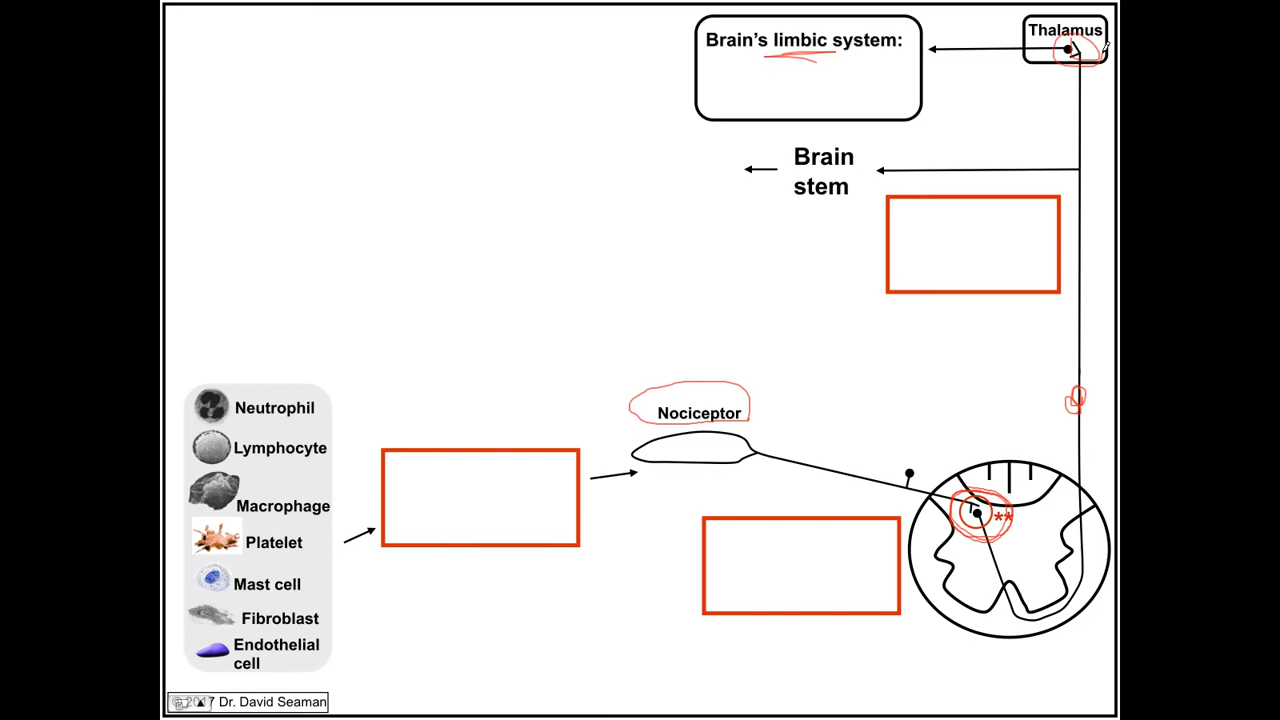 Thalamus
Brain's limbic system:
Brain
stem
Nociceptor
**
Neutrophil
Lymphocyte
Macrophage
Platelet
Mast cell
Fibroblast
Endothelial
cell
Dr. David Seaman